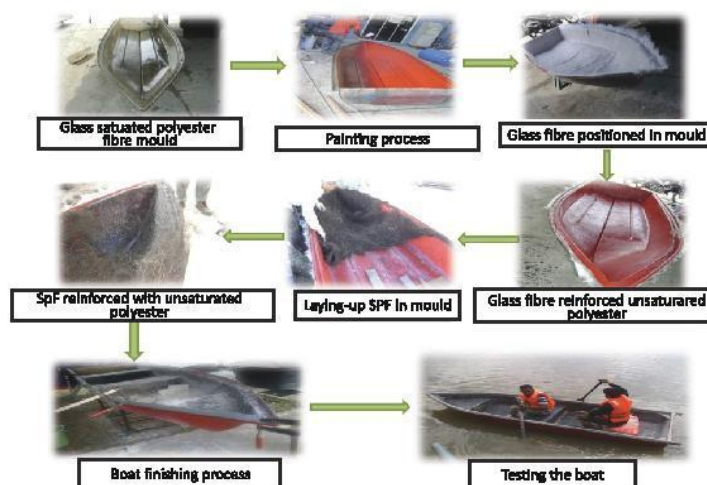 Glass satuated polyester
fibre mould
Painting process
Glass fibre positioned in mould
Glass fibre reinforced unsaturared
polyester
Laying-up SPF in mould
SpF reinforced with unsaturated
polyester
Boat finishing process
Testing the boat